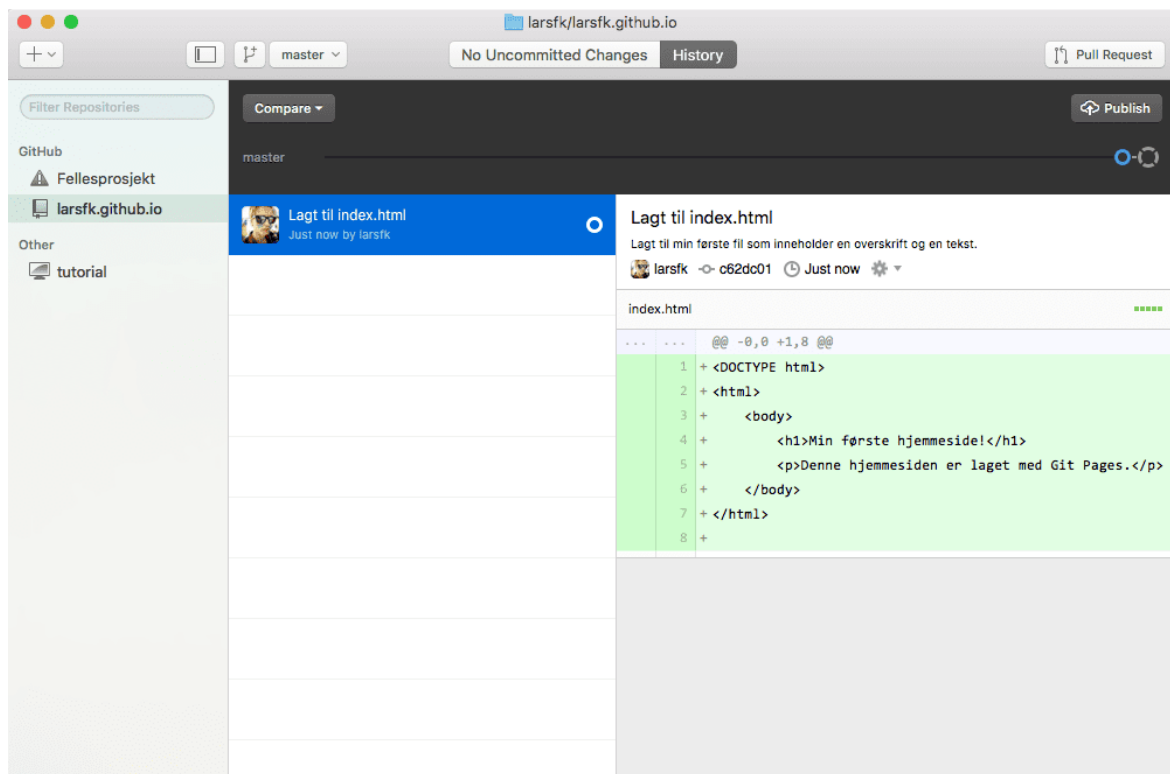 larsfk/larsfk.github.io
master No Uncommitted Changes History Pull Request
Filter Repositories
GitHub
Fellesprosjekt
larsfk.github.io
Other
tutorial
Compare Publish
master
Lagt til index.html
Just now by larsfk
Lagt til index.html
Lagt til min første fil som inneholder en overskrift og en tekst.
larsfk c62dc01 Just now
index.html
... ... @@ -0,0 +1,8 @@
1 + <DOCTYPE html>
2 + <html>
3 +     <body>
4 +         <h1>Min første hjemmeside!</h1>
5 +         <p>Denne hjemmesiden er laget med Git Pages.</p>
6 +     </body>
7 + </html>
8 +